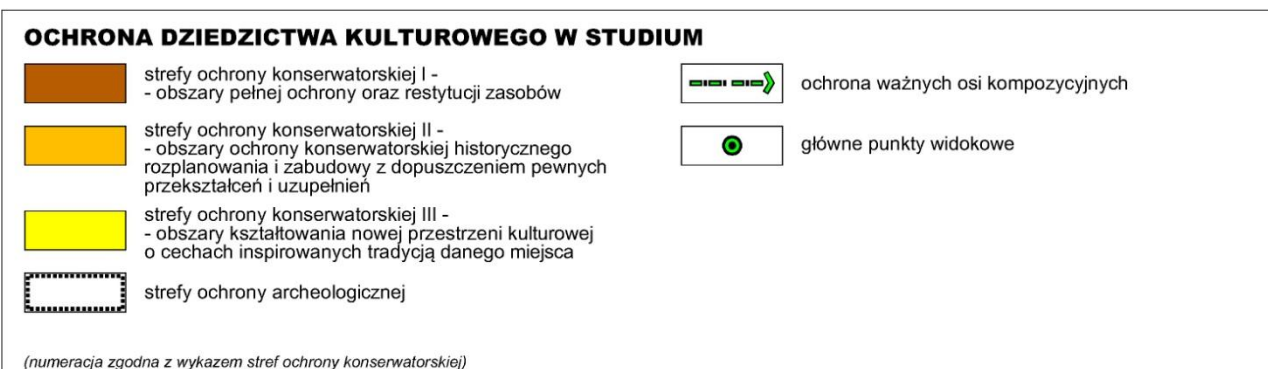 OCHRONA DZIEDZICTWA KULTUROWEGO W STUDIUM
strefy ochrony konserwatorskiej I -
- obszary pełnej ochrony oraz restytucji zasobów
strefy ochrony konserwatorskiej II -
- obszary ochrony konserwatorskiej historycznego
rozplanowania i zabudowy z dopuszczeniem pewnych
przekształceń i uzupełnień
strefy ochrony konserwatorskiej III -
- obszary kształtowania nowej przestrzeni kulturowej
o cechach inspirowanych tradycją danego miejsca
strefy ochrony archeologicznej
ochrona ważnych osi kompozycyjnych
główne punkty widokowe
(numeracja zgodna z wykazem stref ochrony konserwatorskiej)